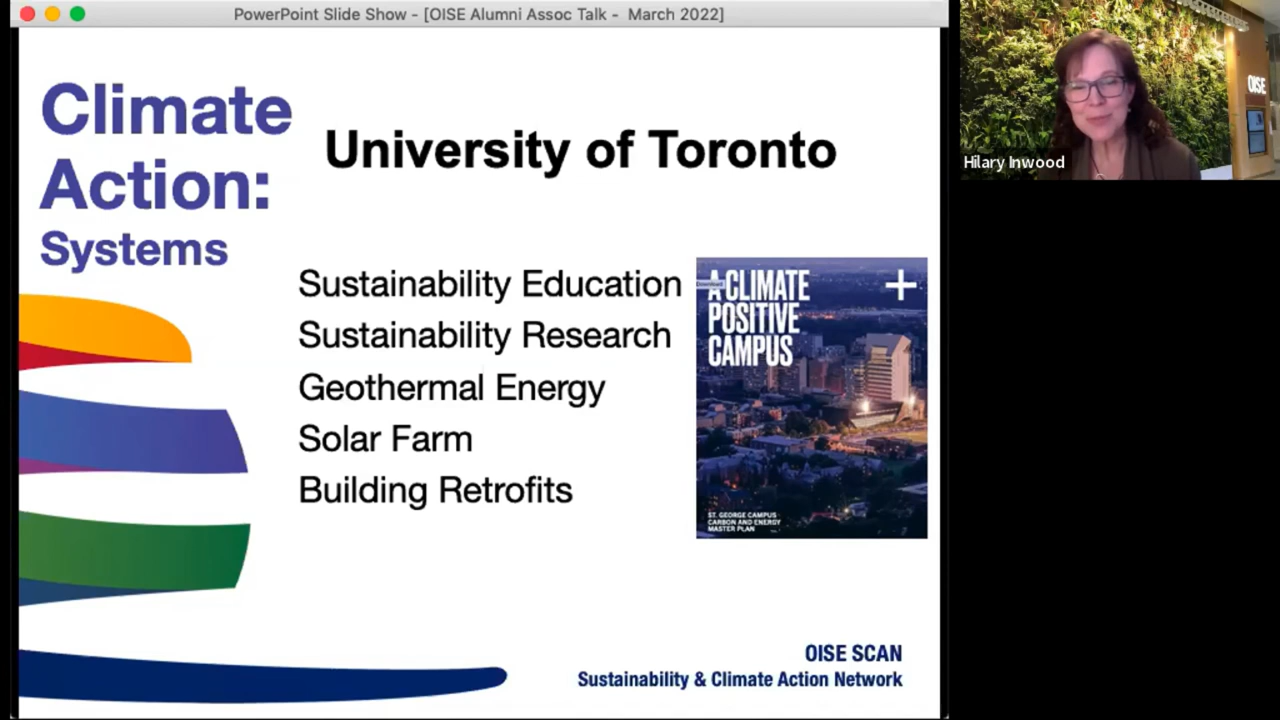 PowerPoint Slide Show - [OISE Alumni Assoc Talk - March 2022]
Climate
Action:
Systems
University of Toronto
Sustainability Education
Sustainability Research
Geothermal Energy
Solar Farm
Building Retrofits
Download
A CLIMATE
POSITIVE
CAMPUS
+
ST. GEORGE CAMPUS
CARBON AND ENERGY
MASTER PLAN
OISE SCAN
Sustainability & Climate Action Network
OISE
Hilary Inwood